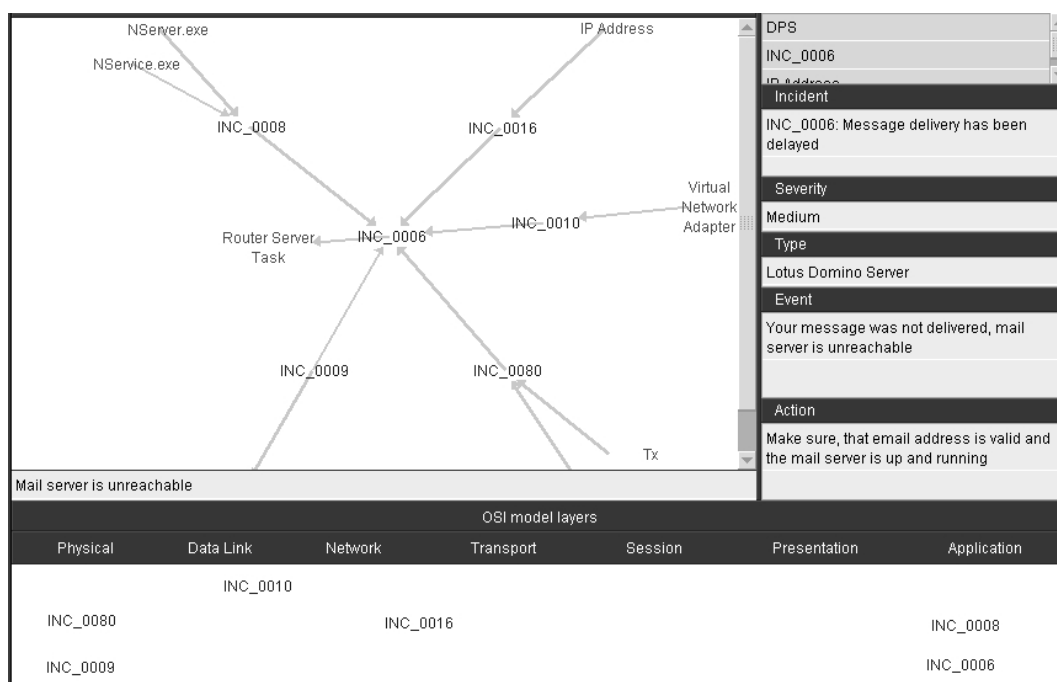 NServer.exe
IP Address
NService.exe
INC_0008
INC_0016
Virtual
Network
Adapter
INC_0010
Router Server
Task
INC_0006
INC_0009
INC_0080
Tx
Mail server is unreachable
DPS
INC_0006
IP Address
Incident
INC_0006: Message delivery has been
delayed
Severity
Medium
Type
Lotus Domino Server
Event
Your message was not delivered, mail
server is unreachable
Action
Make sure, that email address is valid and
the mail server is up and running
OSI model layers
Physical Data Link Network Transport Session Presentation Application
INC_0010
INC_0080 INC_0016 INC_0008
INC_0009 INC_0006